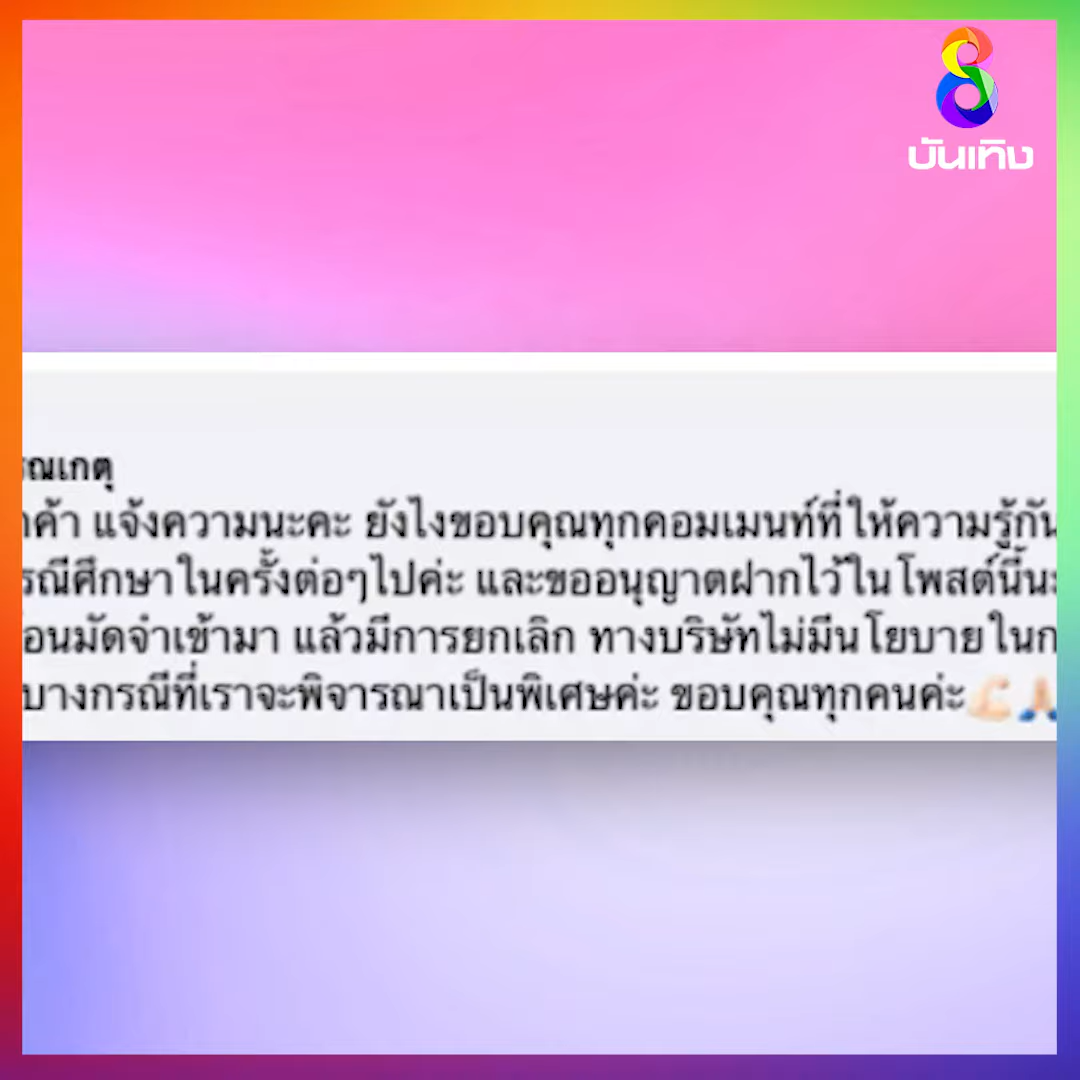 บันเทิง
รณเกตุ
าค้า แจ้งความนะคะ ยังไงขอบคุณทุกคอมเมนท์ที่ให้ความรู้กัน
รณีศึกษาในครั้งต่อๆไปค่ะ และขออนุญาตฝากไว้ในโพสต์นี้นะ
อนมัดจำเข้ามา แล้วมีการยกเลิก ทางบริษัทไม่มีนโยบายในก
บางกรณีที่เราจะพิจารณาเป็นพิเศษค่ะ ขอบคุณทุกคนค่ะ💪🏻🙏🏻